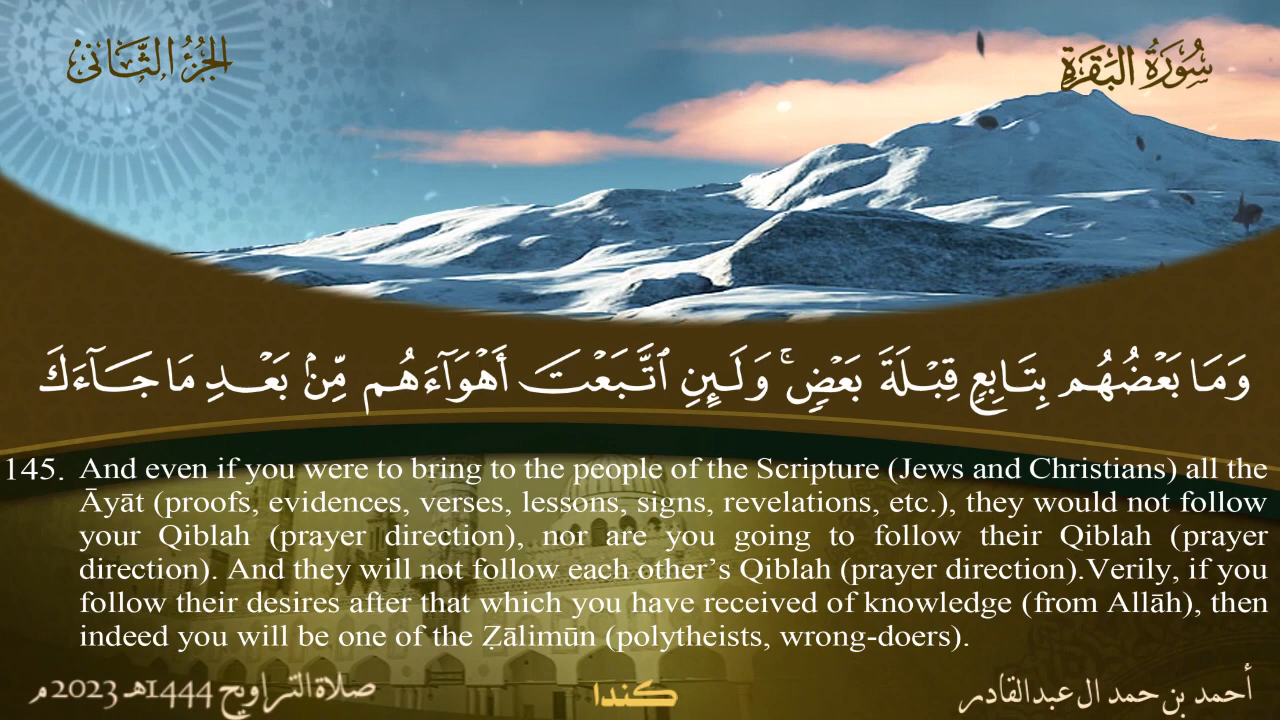 سُورَةُ البَقَرَةِ
الجُزْءُ الثَّانِي
وَمَا بَعْضُهُم بِتَابِعٍ قِبْلَةَ بَعْضٍ ۚ وَلَئِنِ ٱتَّبَعْتَ أَهْوَآءَهُم مِّنۢ بَعْدِ مَا جَآءَكَ
145. And even if you were to bring to the people of the Scripture (Jews and Christians) all the
Āyāt (proofs, evidences, verses, lessons, signs, revelations, etc.), they would not follow
your Qiblah (prayer direction), nor are you going to follow their Qiblah (prayer
direction). And they will not follow each other’s Qiblah (prayer direction).Verily, if you
follow their desires after that which you have received of knowledge (from Allāh), then
indeed you will be one of the Ẓālimūn (polytheists, wrong-doers).
أحمد بن حمد ال عبدالقادر
كندا
صلاة التراويح 1444هـ 2023 م